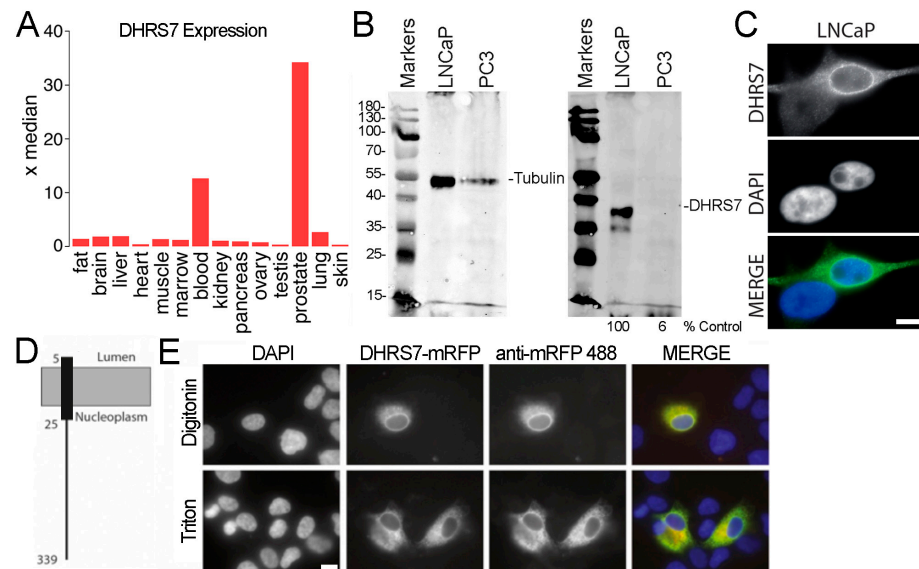 A
DHRS7 Expression
x median
40
30
20
10
0
fat
brain
liver
heart
muscle
marrow
blood
kidney
pancreas
ovary
testis
prostate
lung
skin
B
Markers
LNCaP
PC3
180-
130-
100-
70-
55-
40-
35-
25-
15-
-Tubulin
Markers
LNCaP
PC3
-DHRS7
100 6 % Control
C
LNCaP
DHRS7
DAPI
MERGE
D
5
Lumen
Nucleoplasm
25
339
E
DAPI DHRS7-mRFP anti-mRFP 488 MERGE
Digitonin
Triton